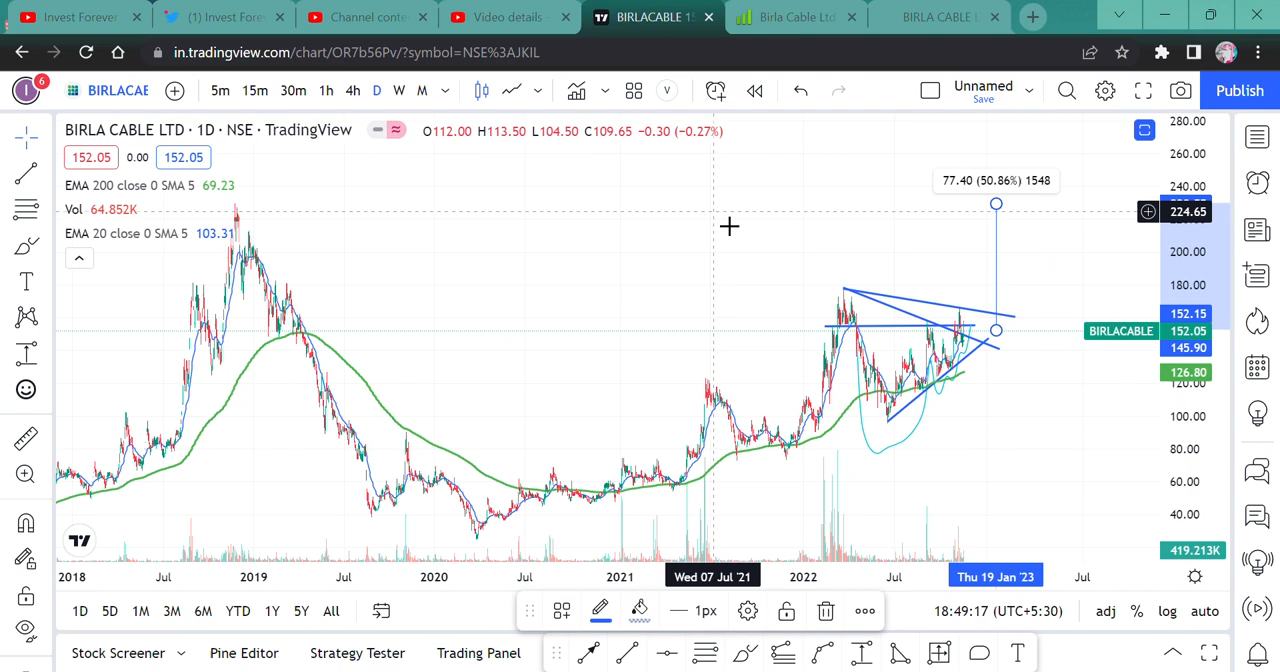 Invest Forever
(1) Invest Fore
Channel conte
Video details
BIRLACABLE 15
Birla Cable Ltd
BIRLA CABLE L
in.tradingview.com/chart/OR7b56Pv/?symbol=NSE%3AJKIL
I 6
BIRLACAE
5m 15m 30m 1h 4h D W M
V
Unnamed
Save
Publish
BIRLA CABLE LTD · 1D · NSE · TradingView
O112.00 H113.50 L104.50 C109.65 −0.30 (−0.27%)
152.05 0.00 152.05
EMA 200 close 0 SMA 5 69.23
Vol 64.852K
EMA 20 close 0 SMA 5 103.31
77.40 (50.86%) 1548
280.00
260.00
240.00
224.65
200.00
180.00
152.15
BIRLACABLE 152.05
145.90
126.80
120.00
100.00
80.00
60.00
40.00
419.213K
2018 Jul 2019 Jul 2020 Jul 2021 Wed 07 Jul '21 2022 Jul Thu 19 Jan '23 Jul
1D 5D 1M 3M 6M YTD 1Y 5Y All
1px
18:49:17 (UTC+5:30) adj % log auto
Stock Screener Pine Editor Strategy Tester Trading Panel
T